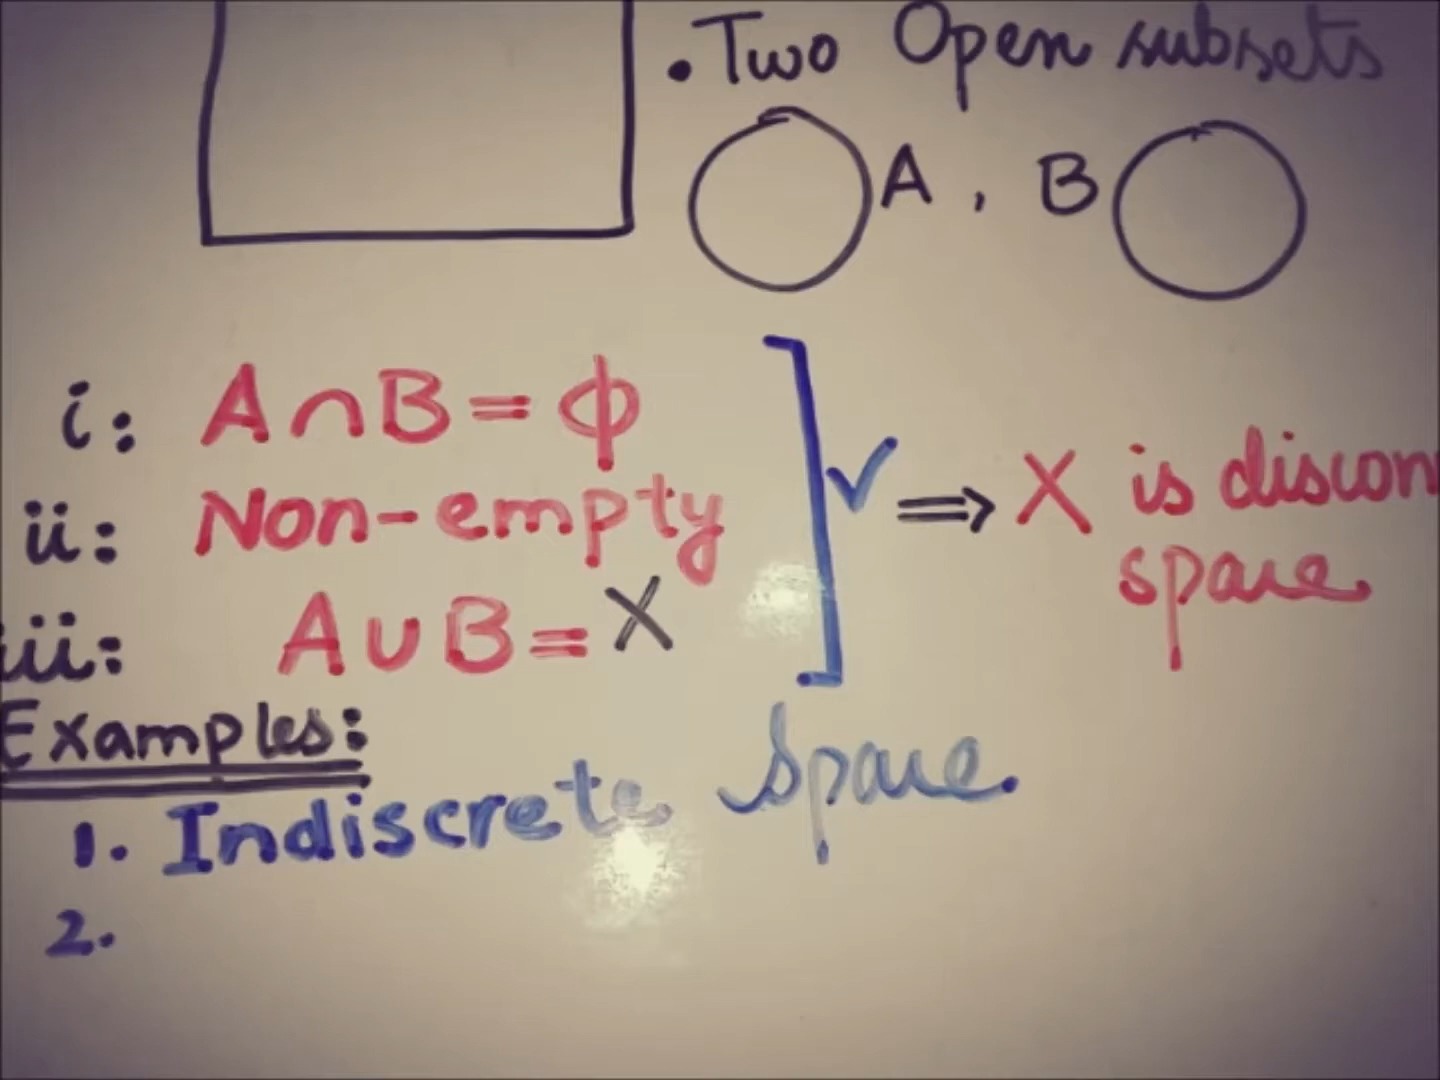 • Two Open subsets
A , B
i: A∩B = ϕ
ii: Non-empty
iii: A∪B = X
✓ ⇒ X is discon
space
Examples:
1. Indiscrete space.
2.